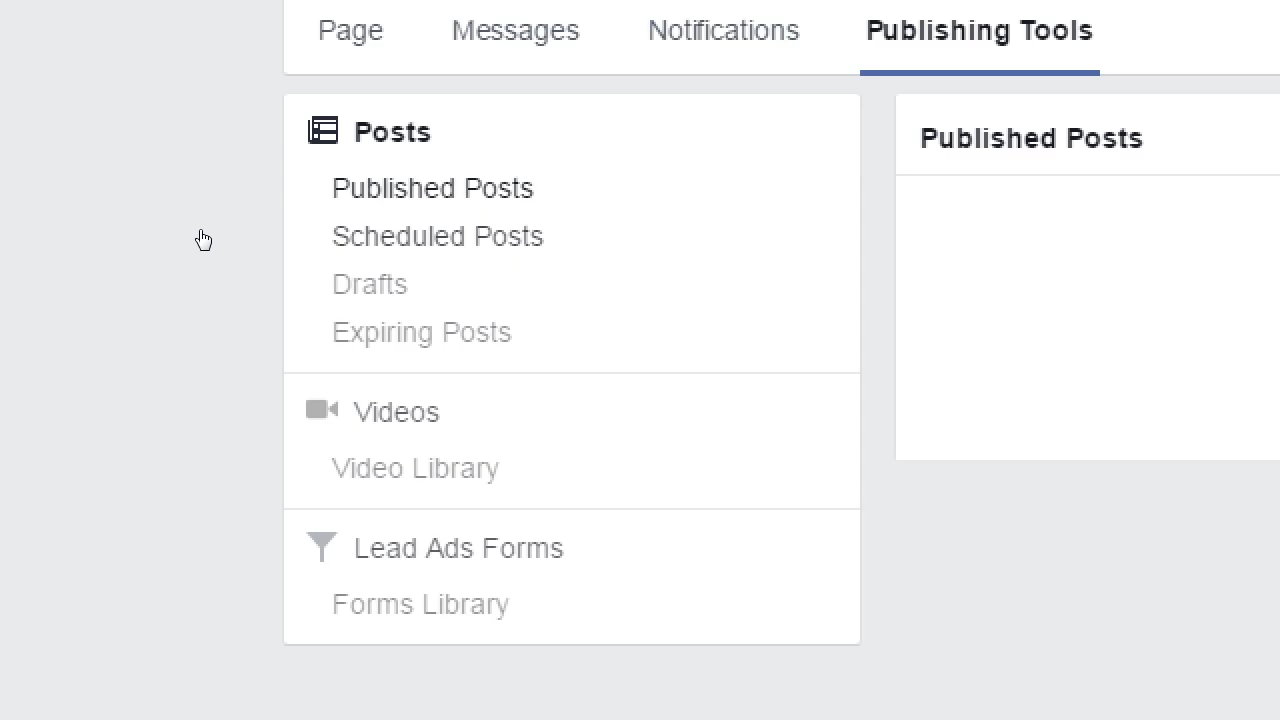 Page Messages Notifications Publishing Tools
Posts
Published Posts
Scheduled Posts
Drafts
Expiring Posts
Videos
Video Library
Lead Ads Forms
Forms Library
Published Posts